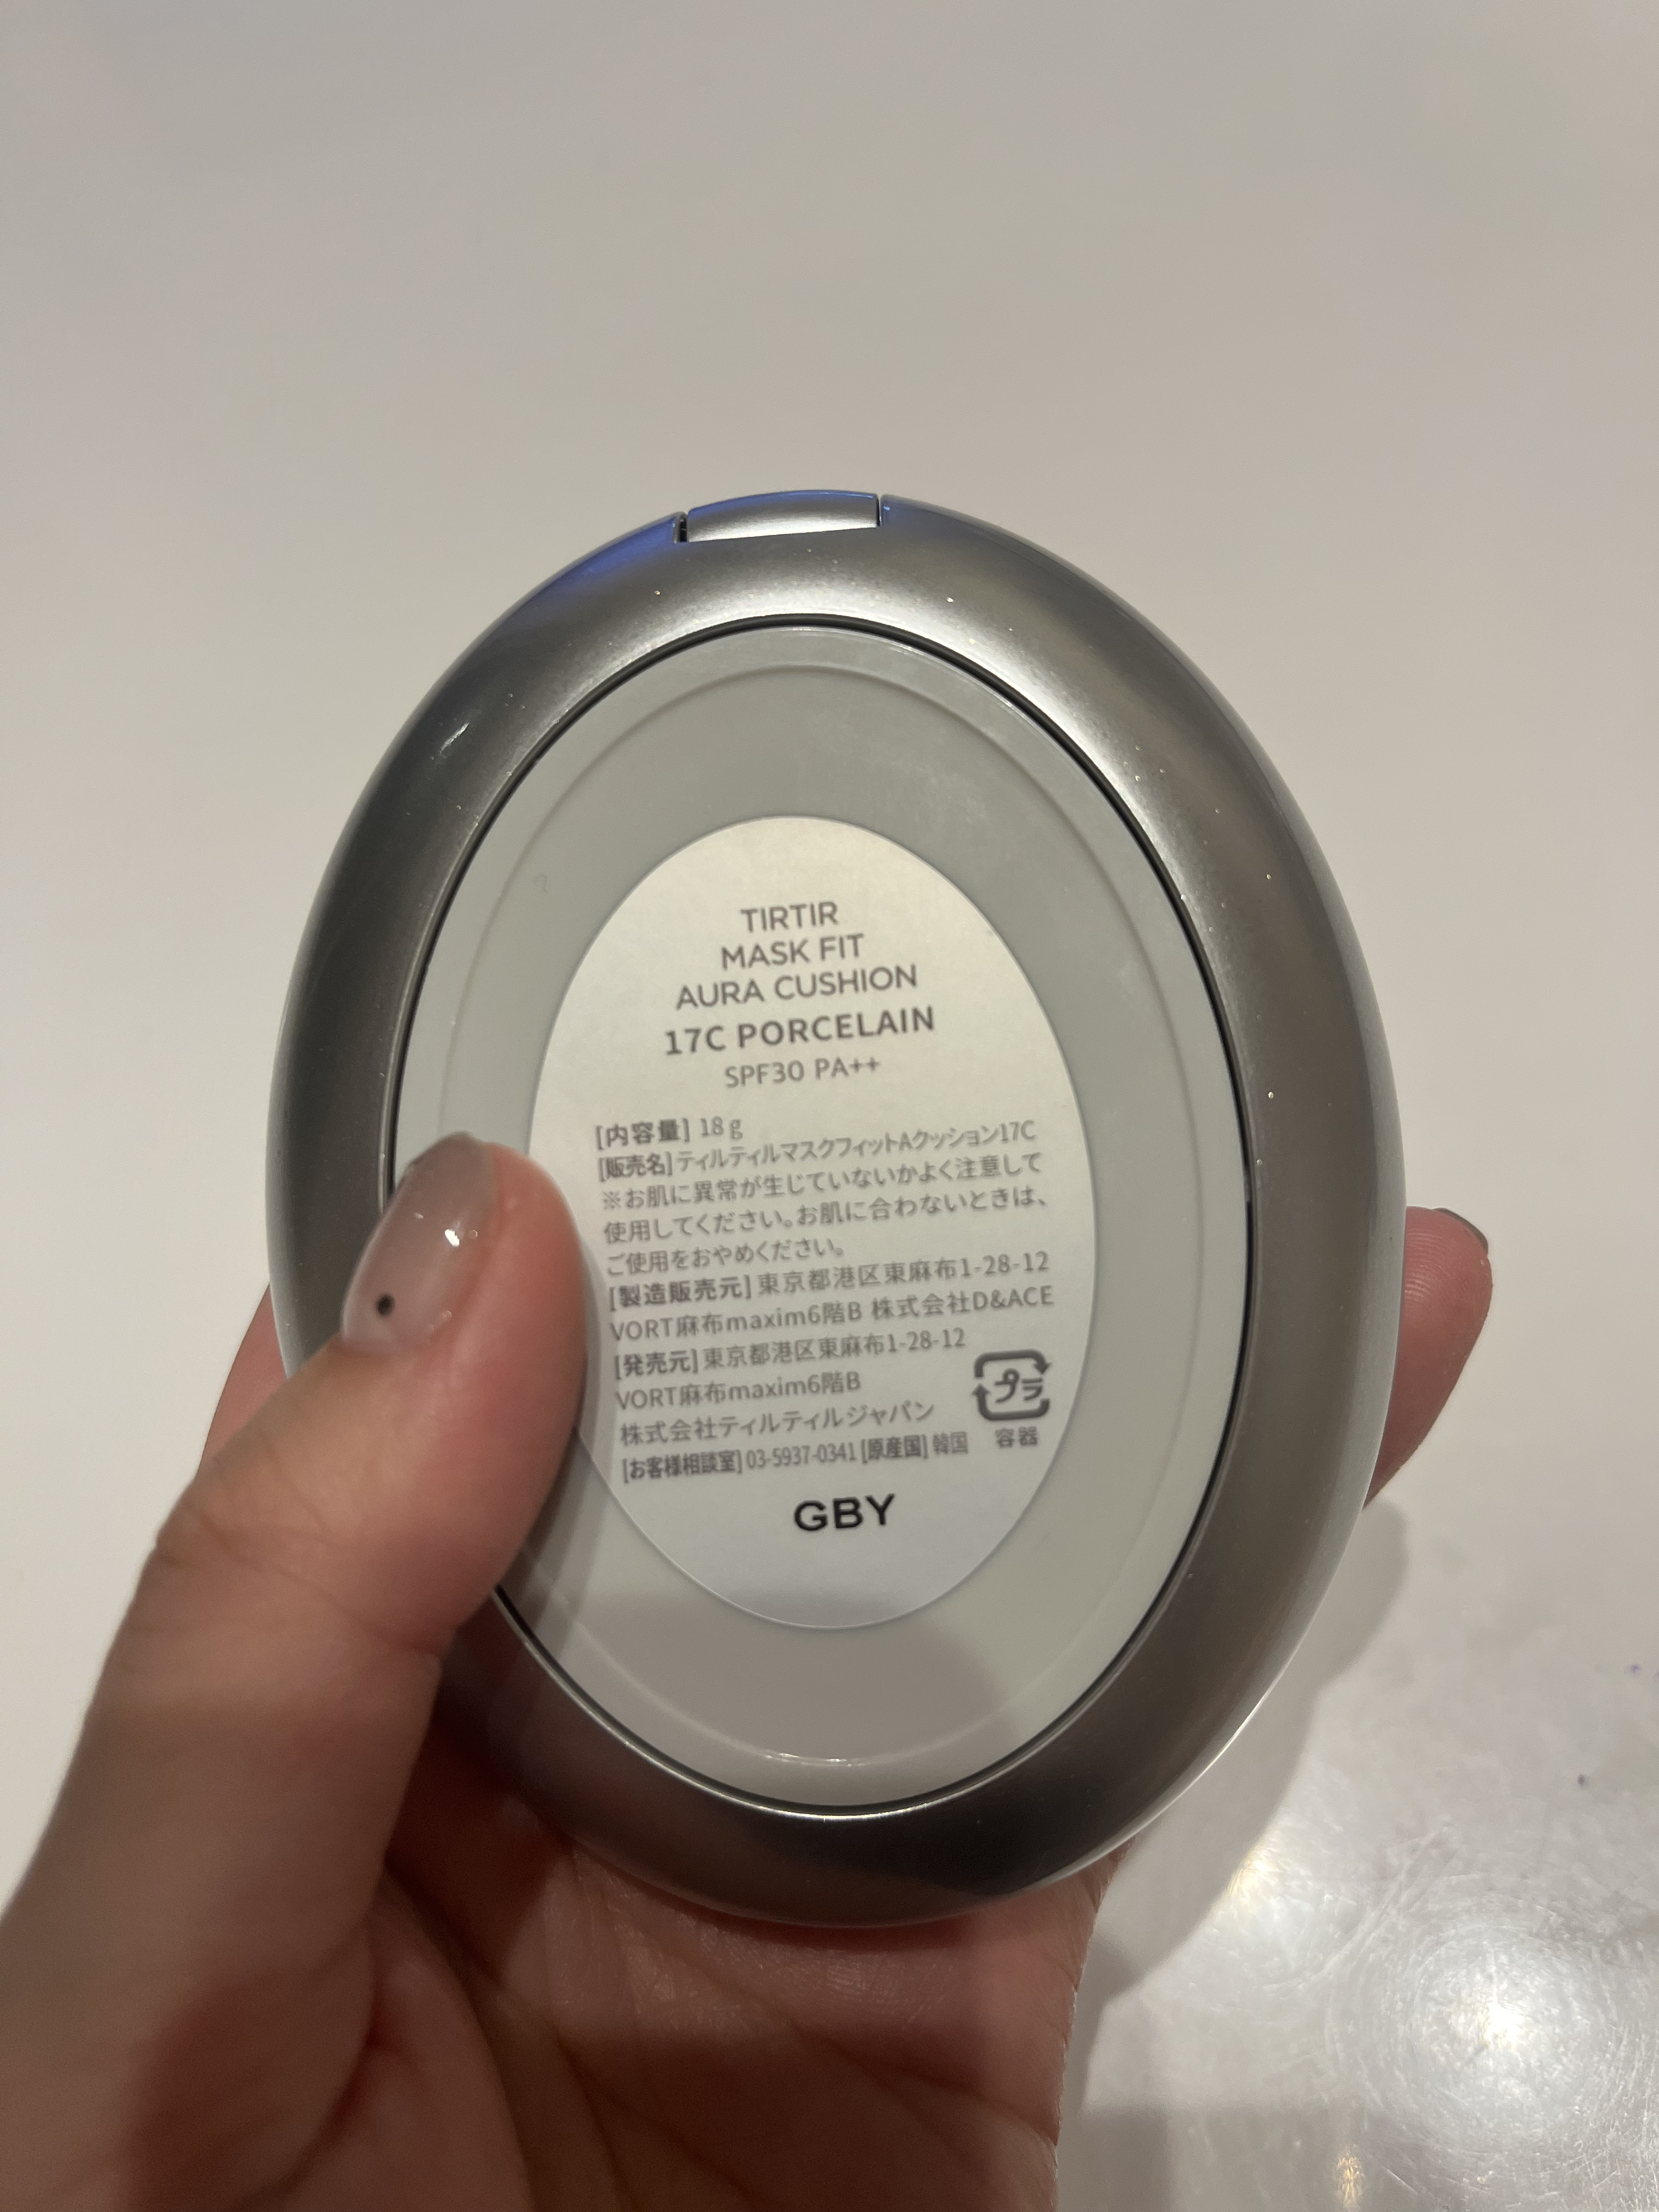 TIRTIR
MASK FIT
AURA CUSHION
17C PORCELAIN
SPF30 PA++
[内容量] 18 g
[販売名] ティルティルマスクフィットAクッション17C
※お肌に異常が生じていないかよく注意して
使用してください。お肌に合わないときは、
ご使用をおやめください。
[製造販売元] 東京都港区東麻布1-28-12
VORT麻布maxim6階B 株式会社D&ACE
[発売元] 東京都港区東麻布1-28-12
VORT麻布maxim6階B
株式会社ティルティルジャパン
[お客様相談室] 03-5937-0341 [原産国] 韓国
プラ
容器
GBY